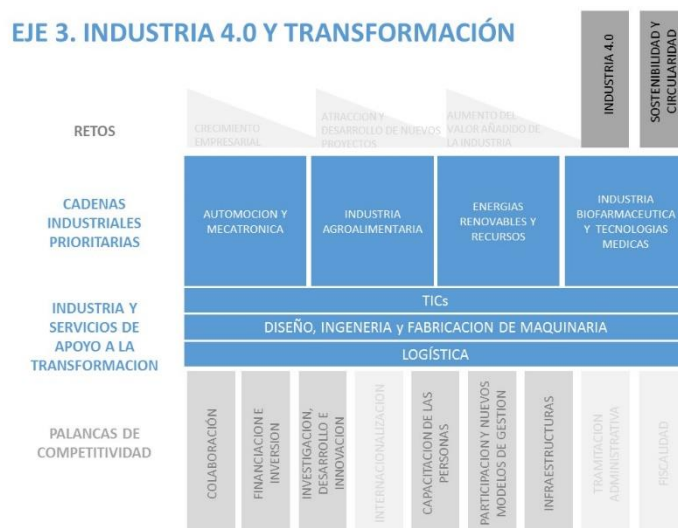 EJE 3. INDUSTRIA 4.0 Y TRANSFORMACIÓN
INDUSTRIA 4.0
SOSTENIBILIDAD Y
CIRCULARIDAD
RETOS
CRECIMIENTO
EMPRESARIAL
ATRACCION Y
DESARROLLO DE NUEVOS
PROYECTOS
AUMENTO DEL
VALOR AÑADIDO DE
LA INDUSTRIA
CADENAS
INDUSTRIALES
PRIORITARIAS
AUTOMOCION Y
MECATRONICA
INDUSTRIA
AGROALIMENTARIA
ENERGIAS
RENOVABLES Y
RECURSOS
INDUSTRIA
BIOFARMACEUTICA
Y TECNOLOGIAS
MEDICAS
INDUSTRIA Y
SERVICIOS DE
APOYO A LA
TRANSFORMACION
TICs
DISEÑO, INGENERIA y FABRICACION DE MAQUINARIA
LOGÍSTICA
PALANCAS DE
COMPETITIVIDAD
COLABORACIÓN
FINANCIACION E
INVERSION
INVESTIGACION,
DESARROLLO E
INNOVACION
INTERNACIONALIZACION
CAPACITACION DE LAS
PERSONAS
PARTICIPACION Y NUEVOS
MODELOS DE GESTION
INFRAESTRUCTURAS
TRAMITACION
ADMINISTRATIVA
FISCALIDAD